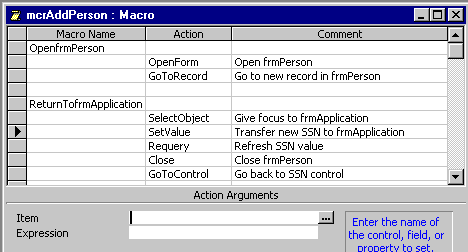 mcrAddPerson : Macro
Macro Name Action Comment
OpenfrmPerson
OpenForm Open frmPerson
GoToRecord Go to new record in frmPerson
ReturnTofrmApplication
SelectObject Give focus to frmApplication
SetValue Transfer new SSN to frmApplication
Requery Refresh SSN value
Close Close frmPerson
GoToControl Go back to SSN control
Action Arguments
Item ...
Expression
Enter the name of
the control, field, or
property to set.